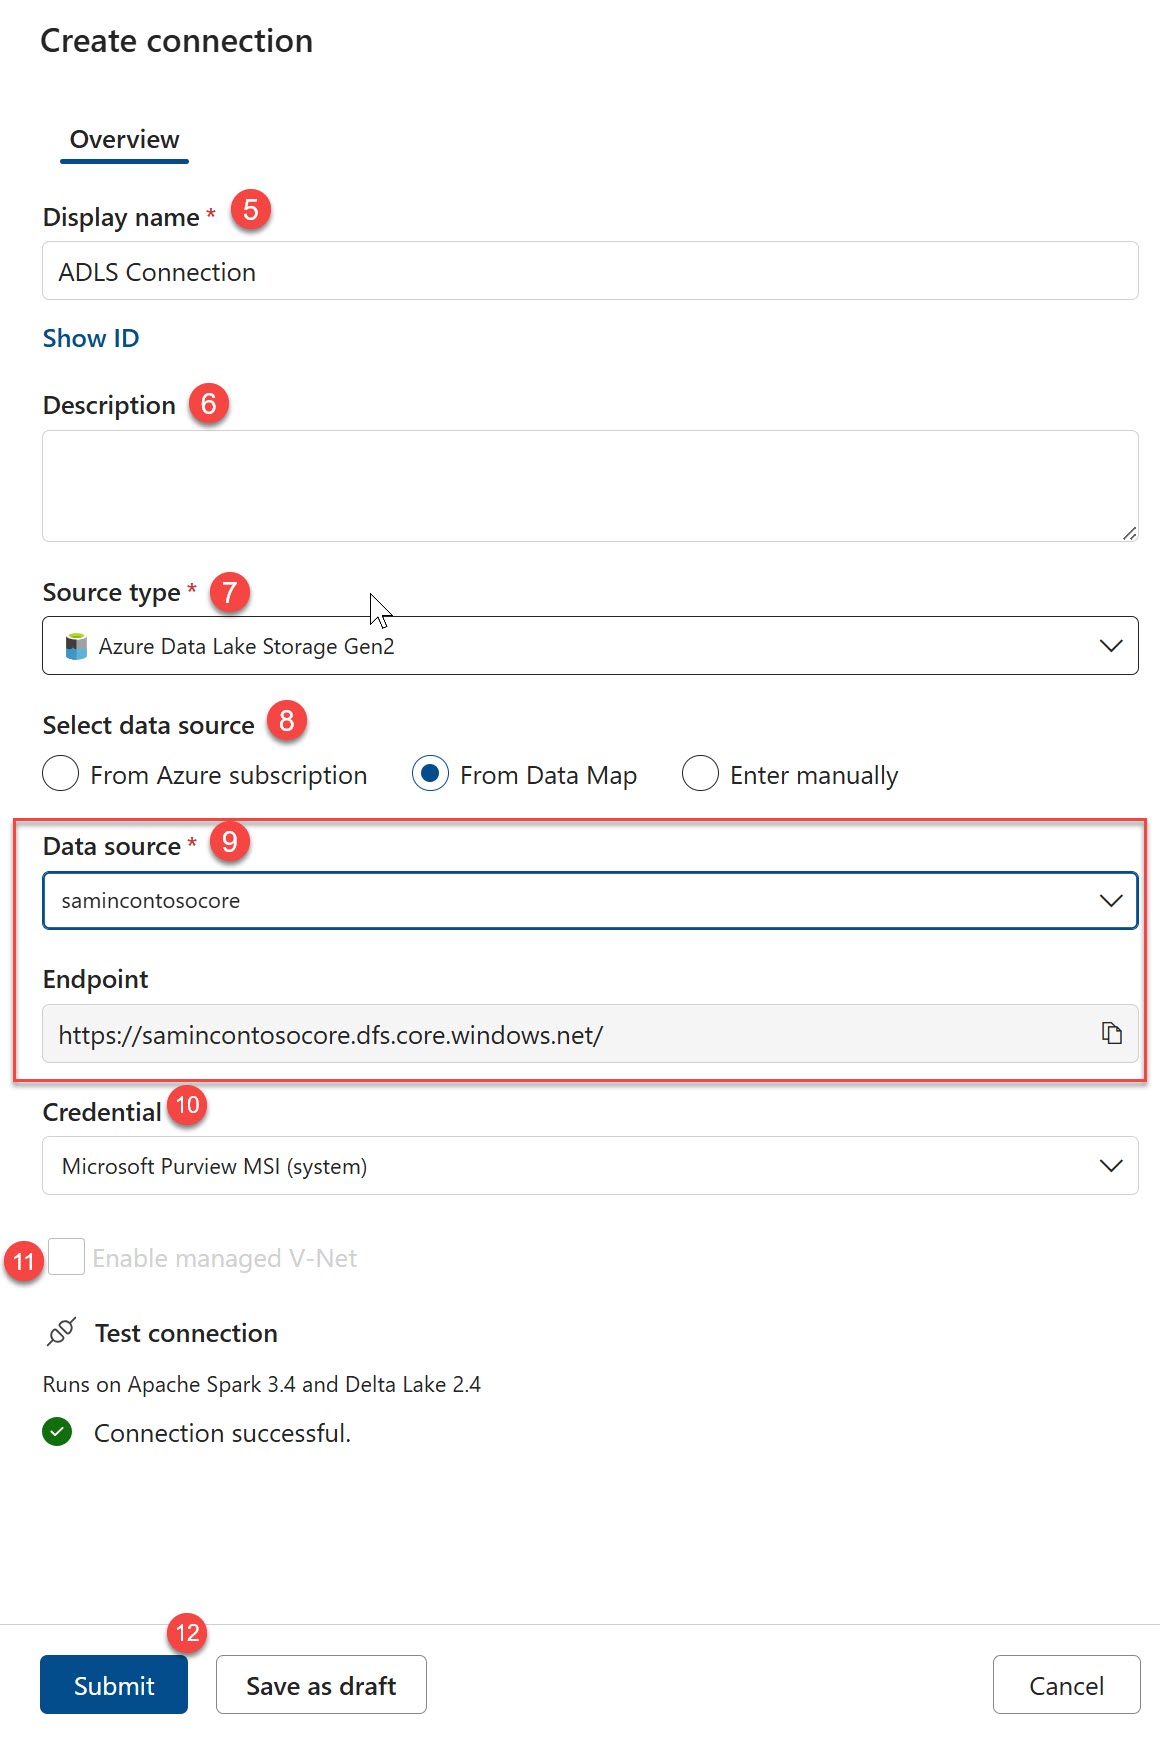 Create connection
Overview
Display name * 5
ADLS Connection
Show ID
Description 6
Source type * 7
Azure Data Lake Storage Gen2
Select data source 8
From Azure subscription From Data Map Enter manually
Data source * 9
samincontosocore
Endpoint
https://samincontosocore.dfs.core.windows.net/
Credential 10
Microsoft Purview MSI (system)
11 Enable managed V-Net
Test connection
Runs on Apache Spark 3.4 and Delta Lake 2.4
Connection successful.
12
Submit Save as draft Cancel